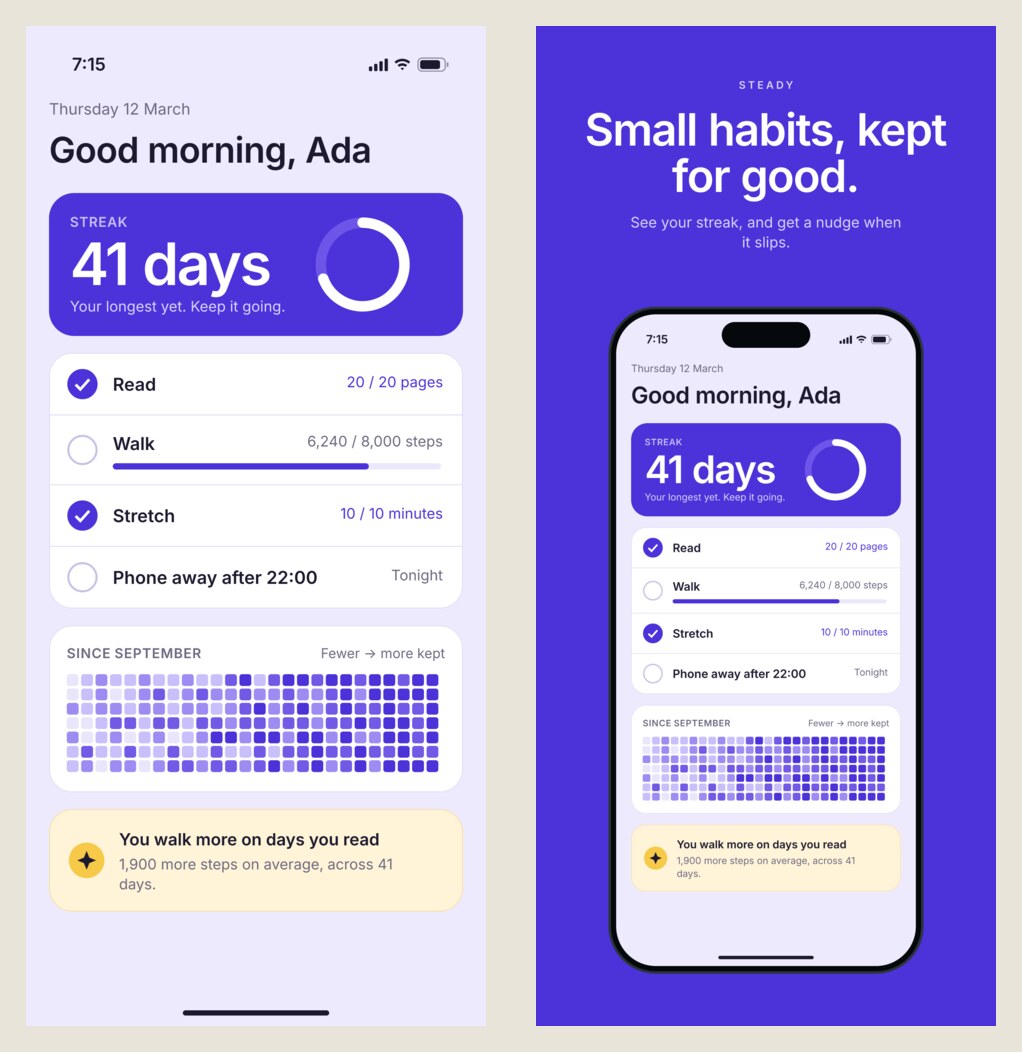 7:15
Thursday 12 March
Good morning, Ada
STREAK
41 days
Your longest yet. Keep it going.
Read
20 / 20 pages
Walk
6,240 / 8,000 steps
Stretch
10 / 10 minutes
Phone away after 22:00
Tonight
SINCE SEPTEMBER
Fewer → more kept
You walk more on days you read
1,900 more steps on average, across 41
days.
STEADY
Small habits, kept
for good.
See your streak, and get a nudge when
it slips.
7:15
Thursday 12 March
Good morning, Ada
STREAK
41 days
Your longest yet. Keep it going.
Read
20 / 20 pages
Walk
6,240 / 8,000 steps
Stretch
10 / 10 minutes
Phone away after 22:00
Tonight
SINCE SEPTEMBER
Fewer → more kept
You walk more on days you read
1,900 more steps on average, across 41
days.